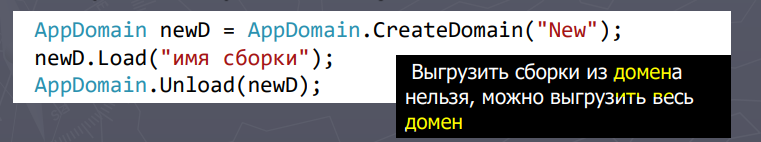 AppDomain newD = AppDomain.CreateDomain("New");
newD.Load("имя сборки");
AppDomain.Unload(newD);
Выгрузить сборки из домена
нельзя, можно выгрузить весь
домен